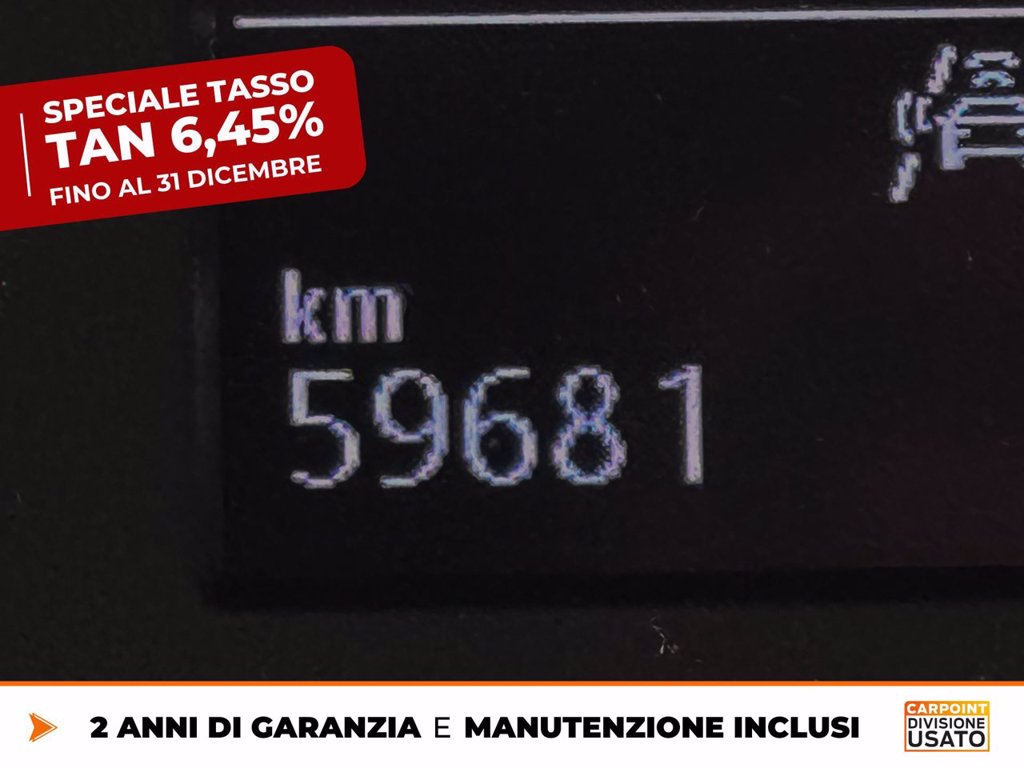 SPECIALE TASSO
TAN 6,45%
FINO AL 31 DICEMBRE
km
59681
2 ANNI DI GARANZIA E MANUTENZIONE INCLUSI
CARPOINT
DIVISIONE
USATO